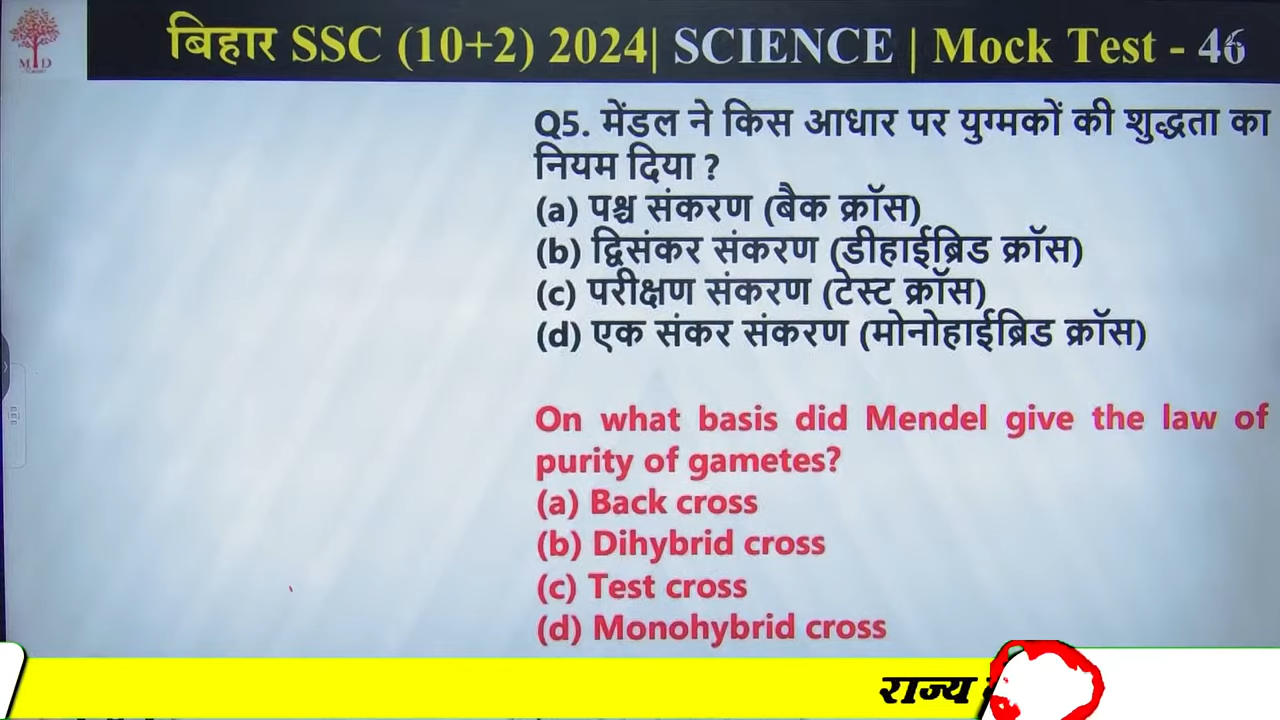 बिहार SSC (10+2) 2024| SCIENCE | Mock Test - 46
Q5. मेंडल ने किस आधार पर युग्मकों की शुद्धता का
नियम दिया ?
(a) पश्च संकरण (बैक क्रॉस)
(b) द्विसंकर संकरण (डीहाईब्रिड क्रॉस)
(c) परीक्षण संकरण (टेस्ट क्रॉस)
(d) एक संकर संकरण (मोनोहाईब्रिड क्रॉस)
On what basis did Mendel give the law of
purity of gametes?
(a) Back cross
(b) Dihybrid cross
(c) Test cross
(d) Monohybrid cross
राज्य